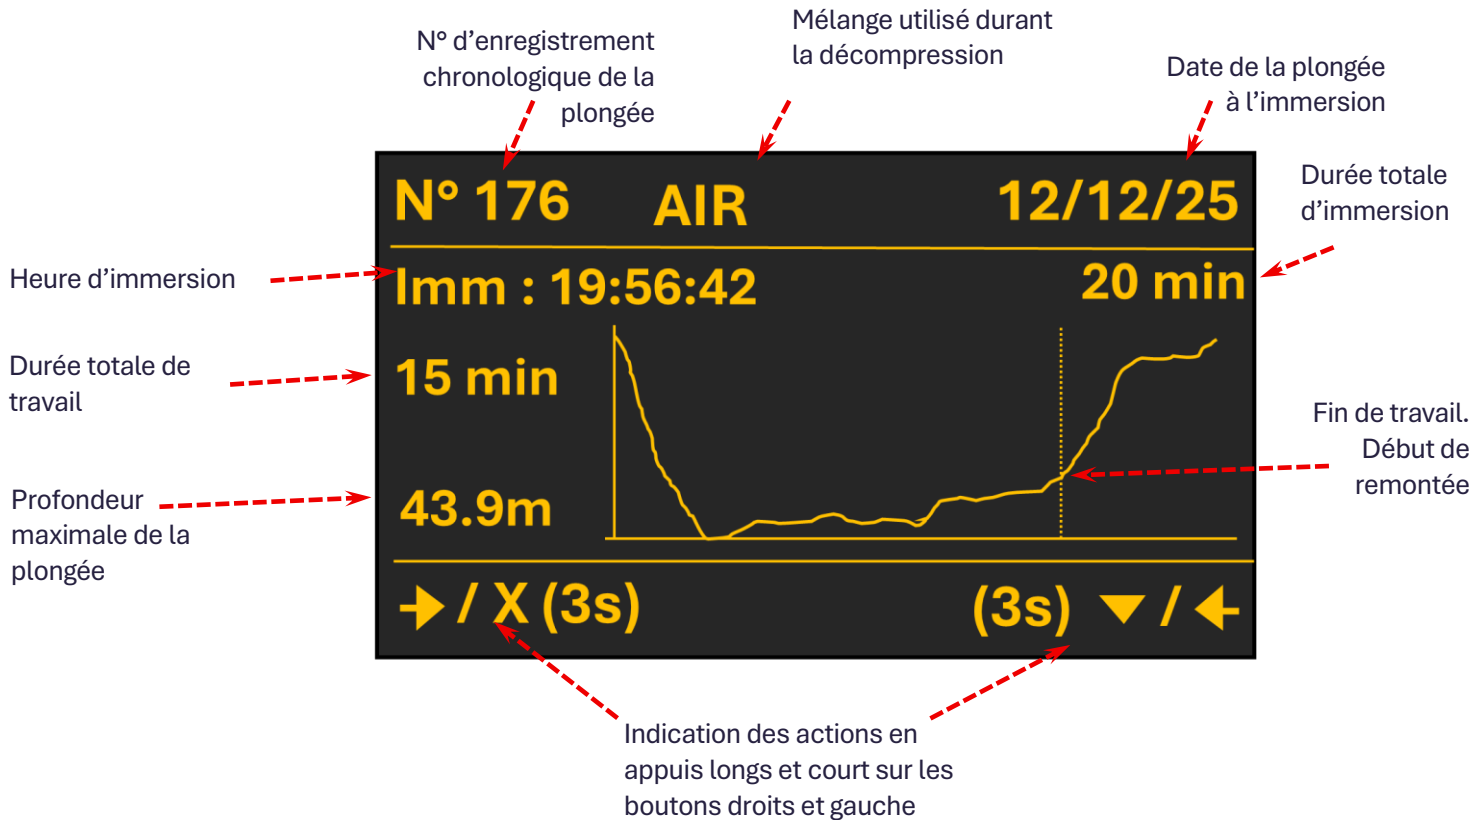 N° d’enregistrement
chronologique de la
plongée
Mélange utilisé durant
la décompression
Date de la plongée
à l’immersion
Durée totale
d’immersion
N° 176
AIR
12/12/25
Heure d’immersion
Imm : 19:56:42
20 min
Durée totale de
travail
15 min
Fin de travail.
Début de
remontée
Profondeur
maximale de la
plongée
43.9m
→ / X (3s)
(3s) ▼ / ←
Indication des actions en
appuis longs et court sur les
boutons droits et gauche